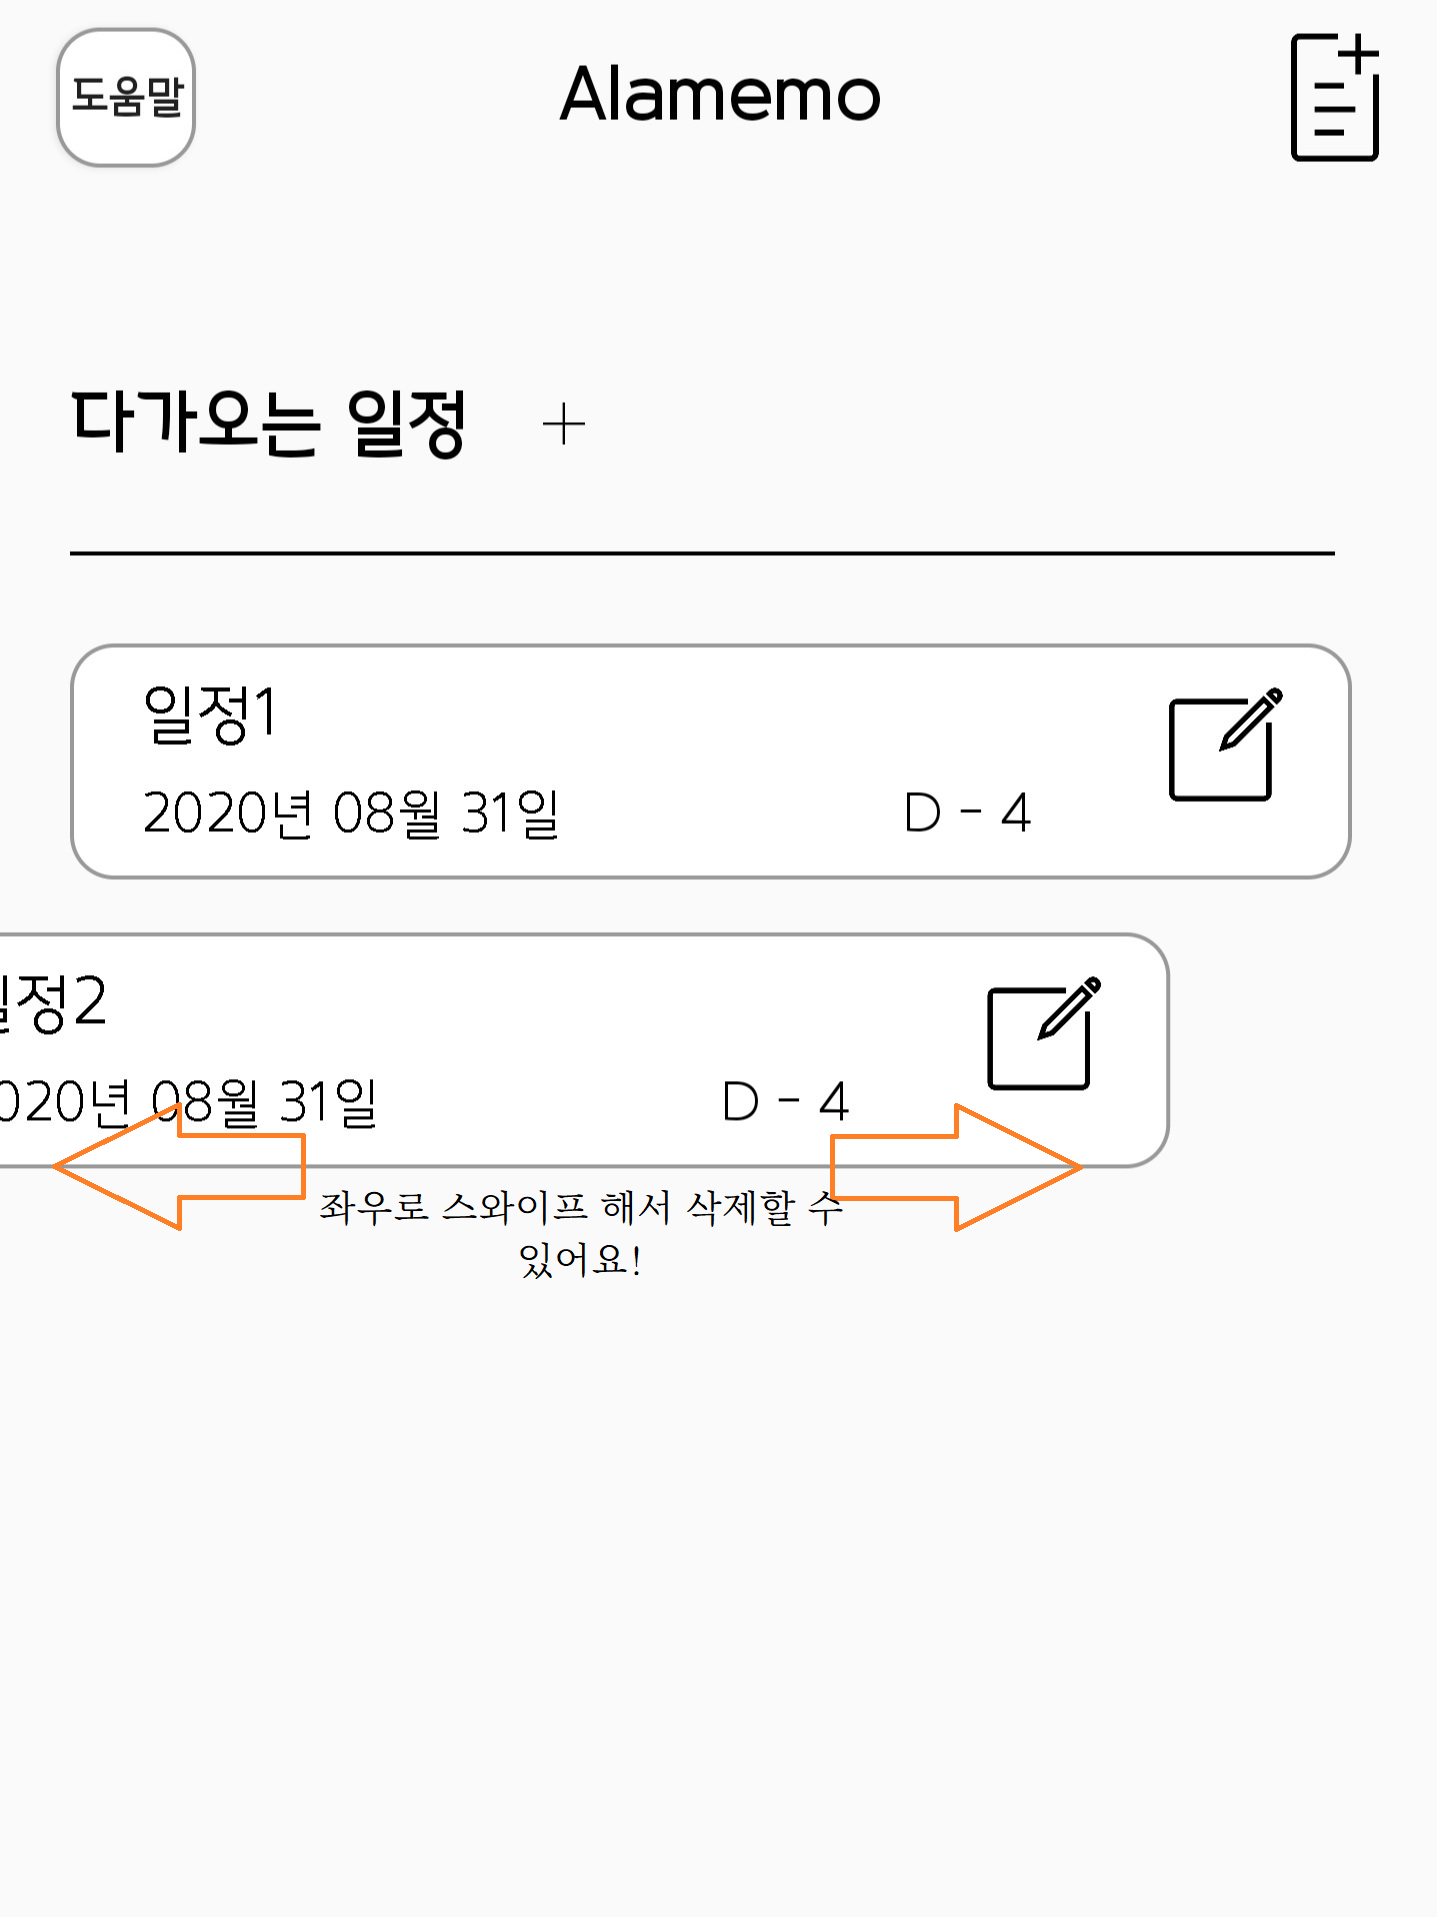 도움말
Alamemo
다가오는 일정 +
일정1
2020년 08월 31일 D - 4
정2
020년 08월 31일 D - 4
좌우로 스와이프 해서 삭제할 수
있어요!